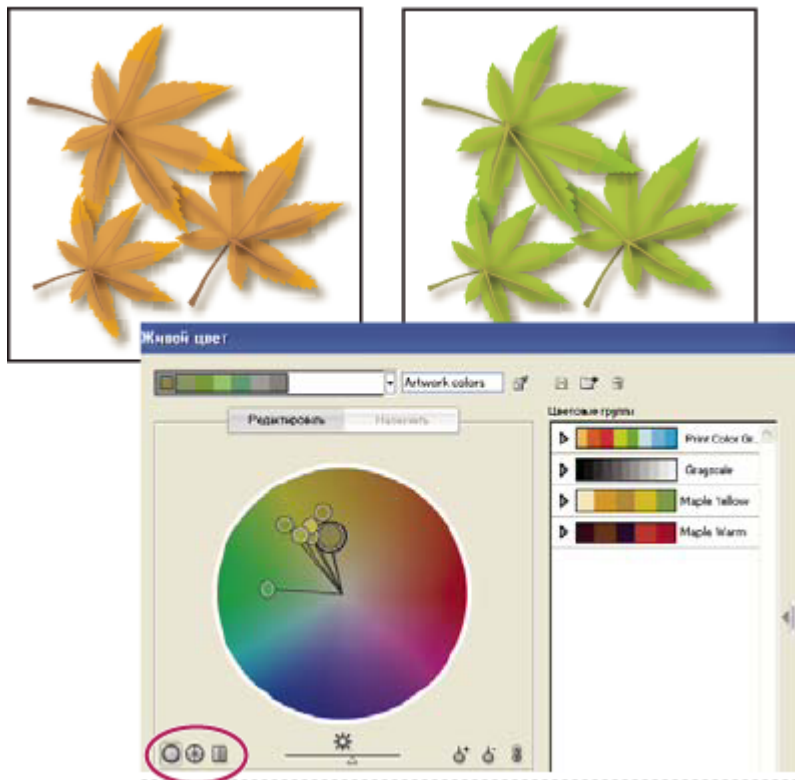 Живой цвет
Artwork colors
Редактировать Назначить
Цветовые группы
Print Color Gr..
Grayscale
Maple Yellow
Maple Warm